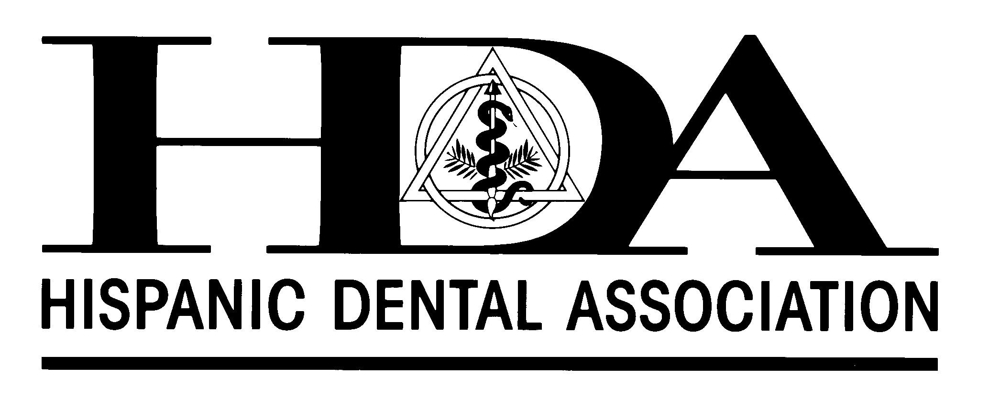 HDA
HISPANIC DENTAL ASSOCIATION